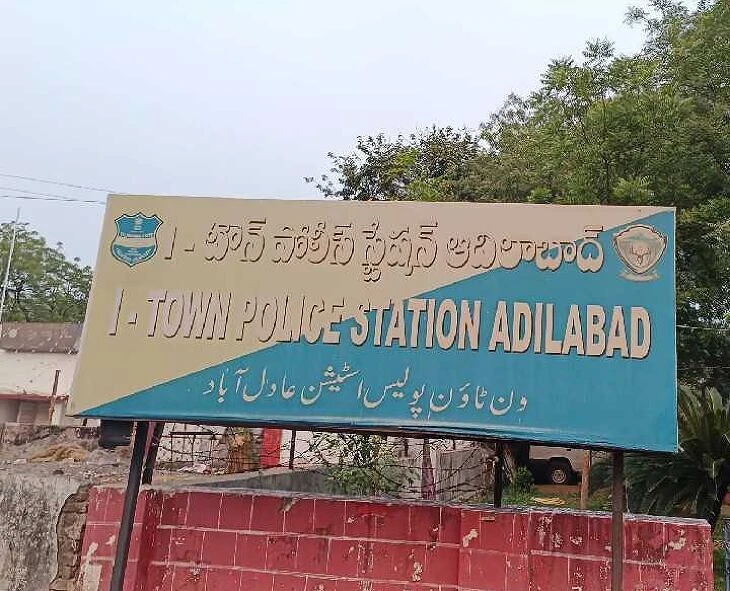 I - టౌన్ పోలీస్ స్టేషన్ ఆదిలాబాద్
I - TOWN POLICE STATION ADILABAD
ون ٹاؤن پولیس اسٹیشن عادل آباد